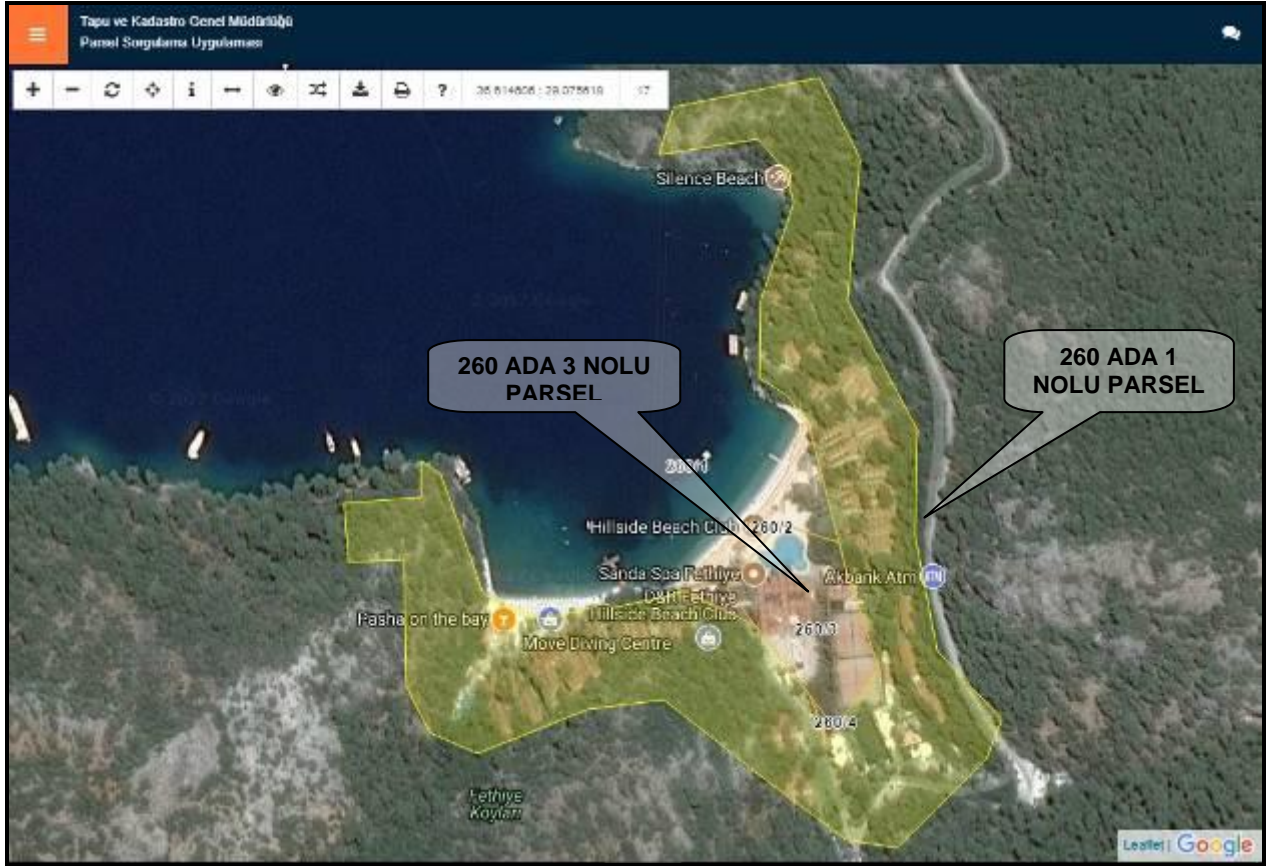 Tapu ve Kadastro Genel Müdürlüğü
Parsel Sorgulama Uygulaması
17
Silence Beach
260 ADA 3 NOLU
PARSEL
260 ADA 1
NOLU PARSEL
Hillside Beach Club
260/2
Sanda Spa Fethiye
Akbank Atm
D&R Fethiye
Hillside Beach Club
Pasha on the bay
Move Diving Centre
260/3
260/4
Fethiye
Koyları
Leaflet | Google